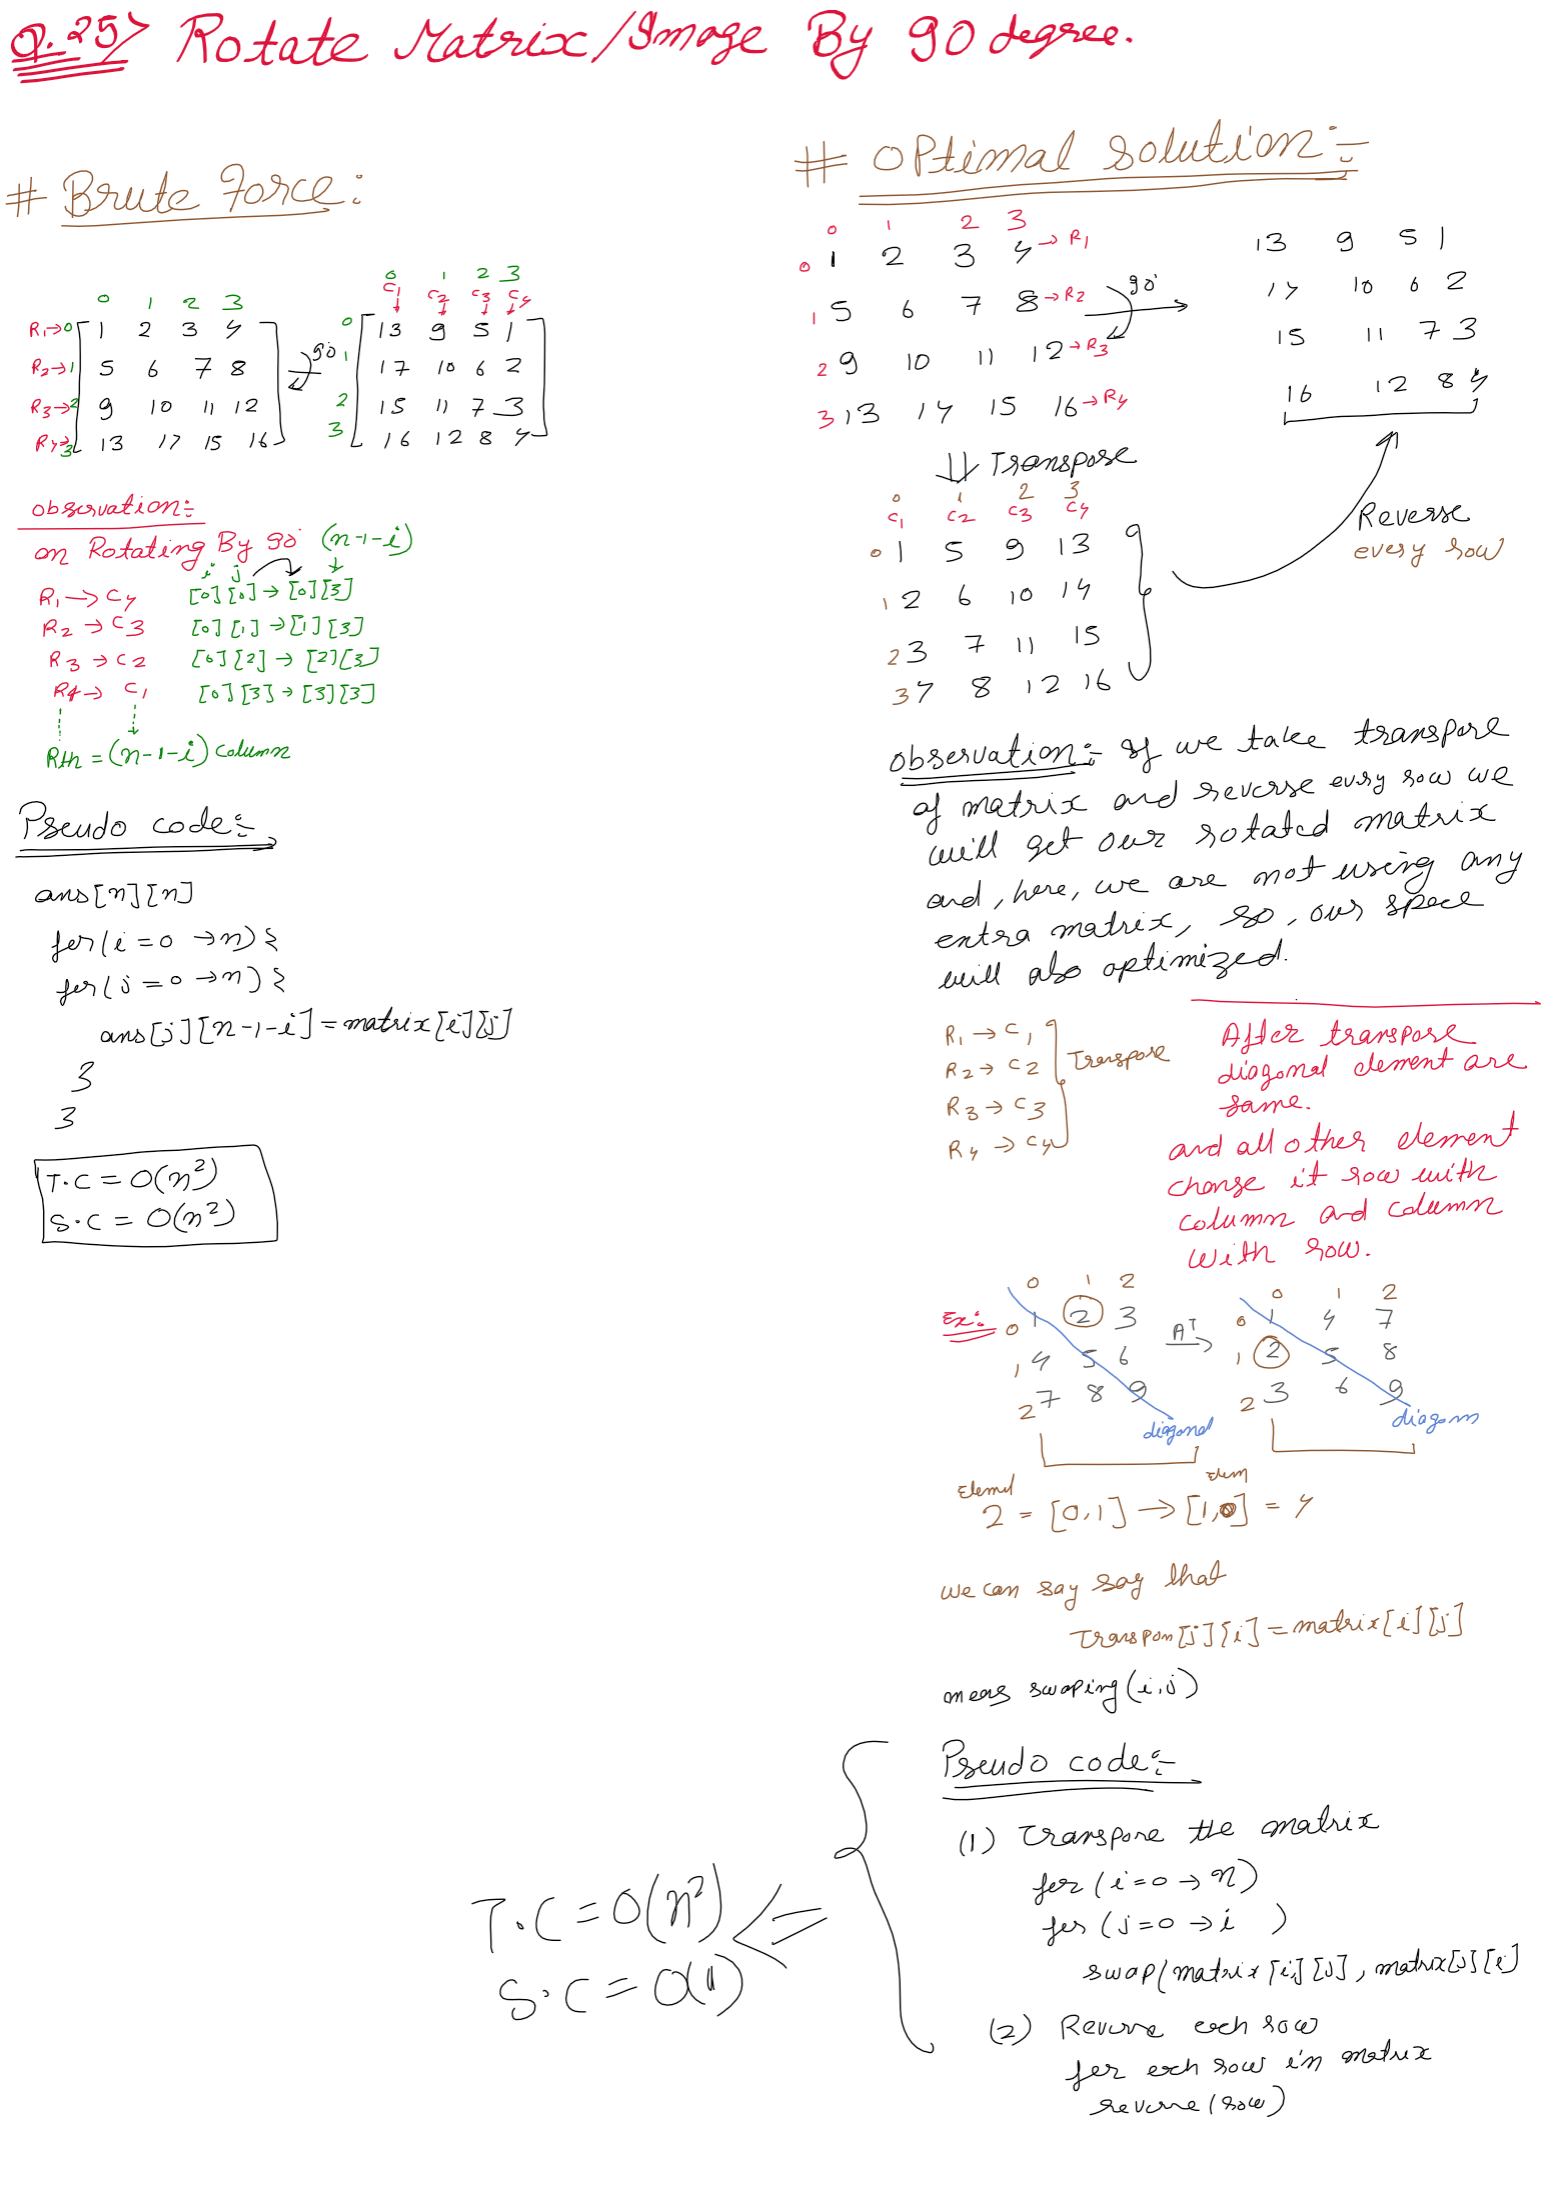 Q.25> Rotate Matrix/Image By 90 degree.
# Brute Force:
0 1 2 3
R1→0 1 2 3 4
R2→1 5 6 7 8
R3→2 9 10 11 12
R4→3 13 14 15 16
90°
0 1 2 3
C1 C2 C3 C4
0 13 9 5 1
1 14 10 6 2
2 15 11 7 3
3 16 12 8 4
observation:-
on Rotating By 90° (n-1-i)
i j
R1 → C4 [0][0] → [0][3]
R2 → C3 [0][1] → [1][3]
R3 → C2 [0][2] → [2][3]
R4 → C1 [0][3] → [3][3]
Rth = (n-1-i) column
Pseudo code:-
ans[n][n]
for(i=0 → n) {
for(j=0 → n) {
ans[j][n-1-i] = matrix[i][j]
}
}
T.C = O(n²)
S.C = O(n²)
# OPtimal solution:-
0 1 2 3
0 1 2 3 4 → R1
1 5 6 7 8 → R2
2 9 10 11 12 → R3
3 13 14 15 16 → R4
90°
13 9 5 1
14 10 6 2
15 11 7 3
16 12 8 4
⇓ Transpose
0 1 2 3
C1 C2 C3 C4
0 1 5 9 13
1 2 6 10 14
2 3 7 11 15
3 4 8 12 16
Reverse
every row
observation:- If we take transpose
of matrix and reverse every row we
will get our rotated matrix
and, here, we are not using any
extra matrix, so, our space
will also optimized.
R1 → C1
R2 → C2
R3 → C3
R4 → C4
Transpose
After transpose
diagonal element are
same.
and all other element
change it row with
column and column
with row.
Ex:-
0 1 2
0 1 2 3
1 4 5 6
2 7 8 9
diagonal
A^T →
0 1 2
0 1 4 7
1 2 5 8
2 3 6 9
diagonn
Elemnt Elem
2 = [0,1] → [1,0] = 4
we can say say that
Transpon[j][i] = matrix[i][j]
meas swaping(i,j)
Pseudo code:-
(1) Transpose the matrix
for (i=0 → n)
for (j=0 → i )
swap(matrix[i][j], matrix[j][i]
(2) Reverse each row
for each row in matrix
reverse(row)
T.C = O(n²) <=
S.C = O(1)